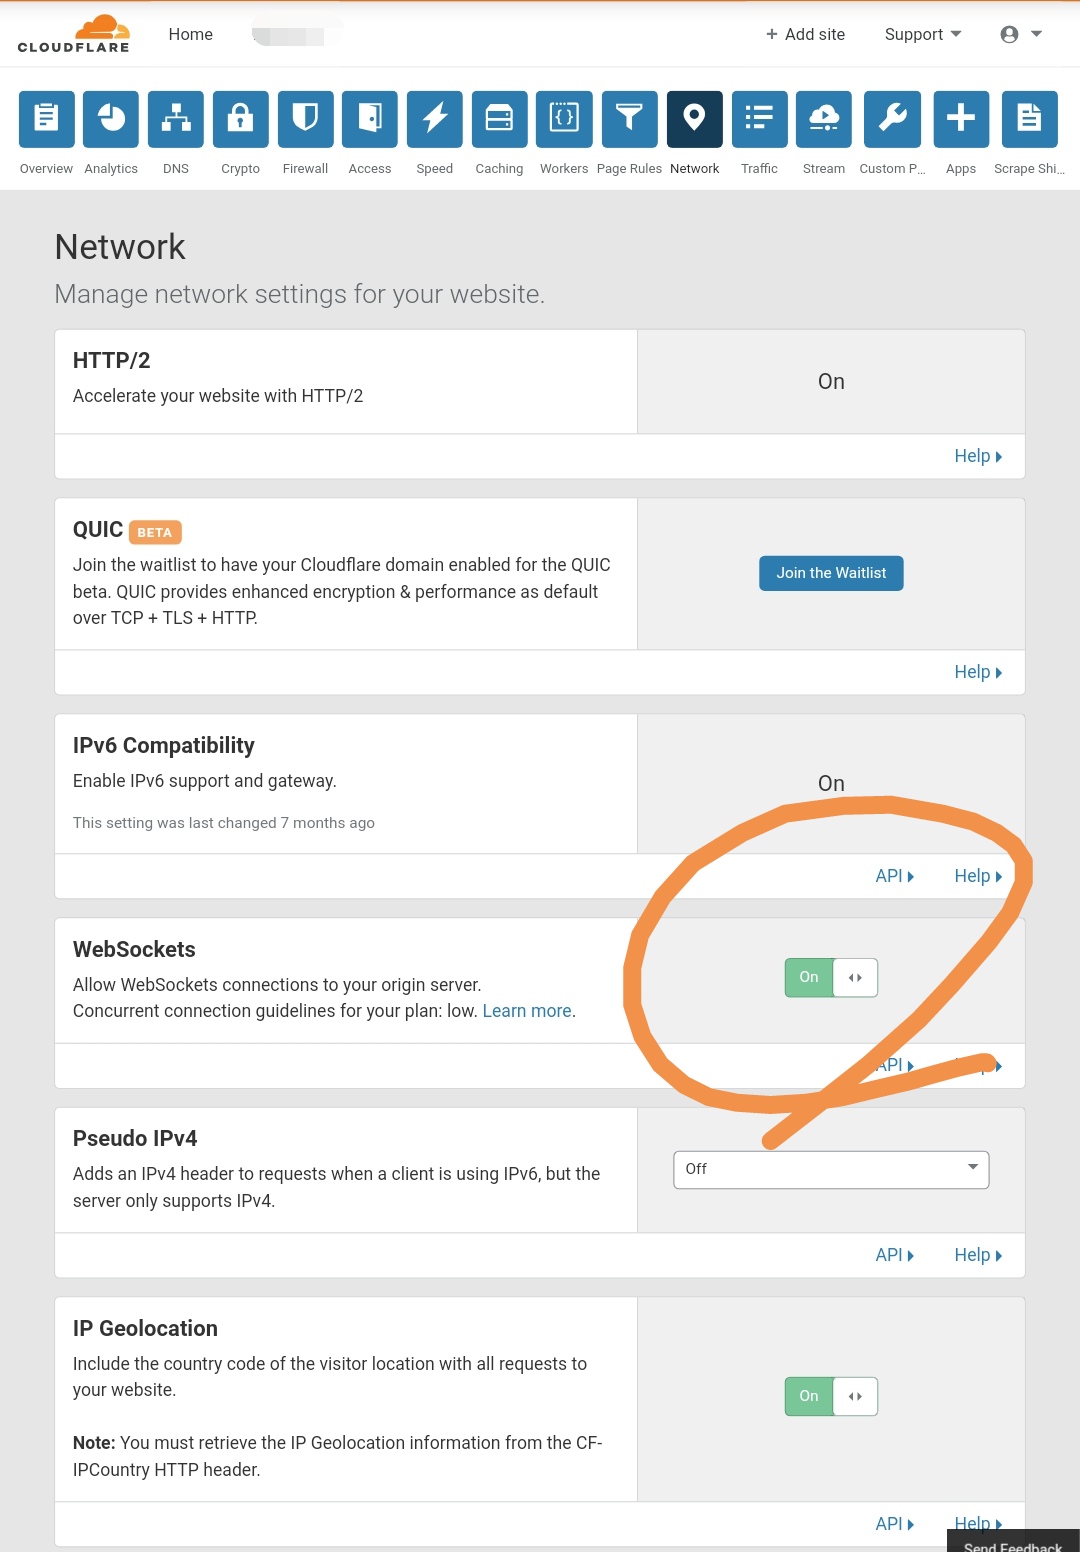 CLOUDFLARE
Home
+ Add site
Support
Overview Analytics DNS Crypto Firewall Access Speed Caching Workers Page Rules Network Traffic Stream Custom P... Apps Scrape Shi...
Network
Manage network settings for your website.
HTTP/2
Accelerate your website with HTTP/2
On
Help
QUIC BETA
Join the waitlist to have your Cloudflare domain enabled for the QUIC
beta. QUIC provides enhanced encryption & performance as default
over TCP + TLS + HTTP.
Join the Waitlist
Help
IPv6 Compatibility
Enable IPv6 support and gateway.
This setting was last changed 7 months ago
On
API Help
WebSockets
Allow WebSockets connections to your origin server.
Concurrent connection guidelines for your plan: low. Learn more.
On
API Help
Pseudo IPv4
Adds an IPv4 header to requests when a client is using IPv6, but the
server only supports IPv4.
Off
API Help
IP Geolocation
Include the country code of the visitor location with all requests to
your website.
Note: You must retrieve the IP Geolocation information from the CF-
IPCountry HTTP header.
On
API Help
Send Feedback